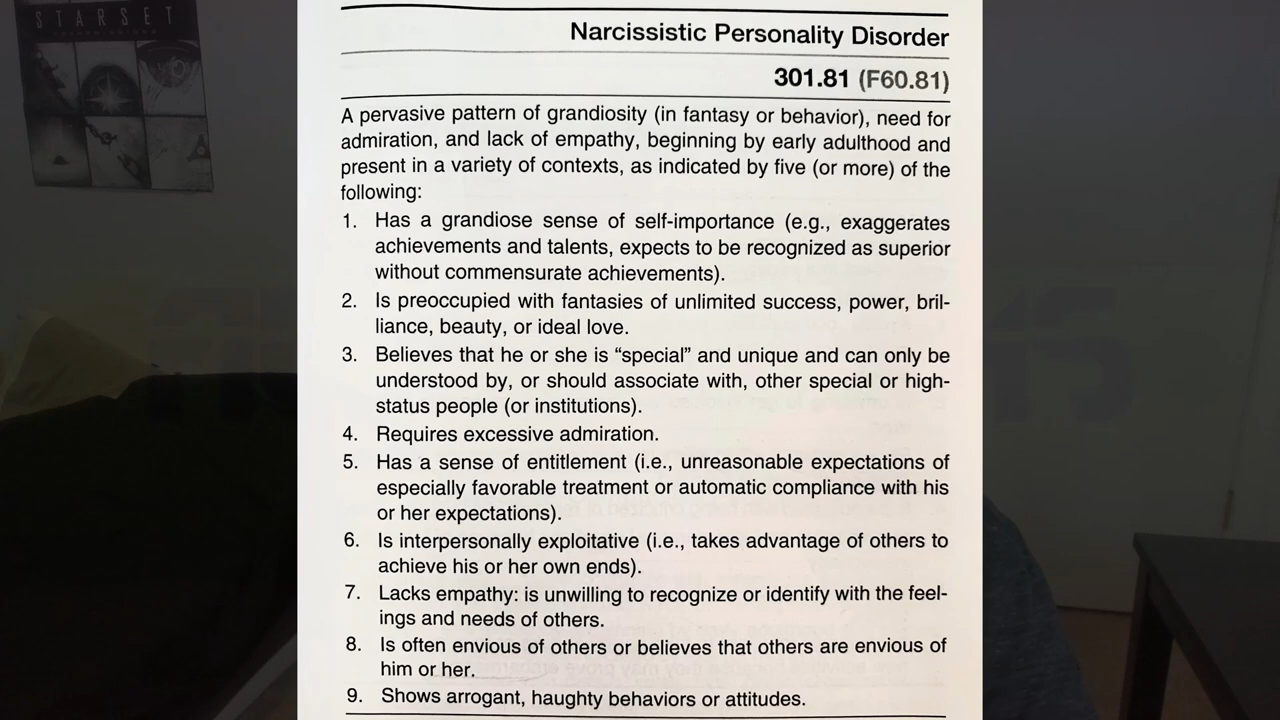 STARSET
Narcissistic Personality Disorder
301.81 (F60.81)
A pervasive pattern of grandiosity (in fantasy or behavior), need for
admiration, and lack of empathy, beginning by early adulthood and
present in a variety of contexts, as indicated by five (or more) of the
following:
1. Has a grandiose sense of self-importance (e.g., exaggerates
achievements and talents, expects to be recognized as superior
without commensurate achievements).
2. Is preoccupied with fantasies of unlimited success, power, bril-
liance, beauty, or ideal love.
3. Believes that he or she is “special” and unique and can only be
understood by, or should associate with, other special or high-
status people (or institutions).
4. Requires excessive admiration.
5. Has a sense of entitlement (i.e., unreasonable expectations of
especially favorable treatment or automatic compliance with his
or her expectations).
6. Is interpersonally exploitative (i.e., takes advantage of others to
achieve his or her own ends).
7. Lacks empathy: is unwilling to recognize or identify with the feel-
ings and needs of others.
8. Is often envious of others or believes that others are envious of
him or her.
9. Shows arrogant, haughty behaviors or attitudes.